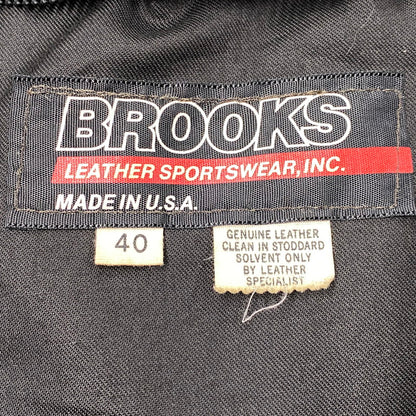 BROOKS
LEATHER SPORTSWEAR, INC.
MADE IN U.S.A.
40
GENUINE LEATHER
CLEAN IN STODDARD
SOLVENT ONLY
BY LEATHER
SPECIALIST